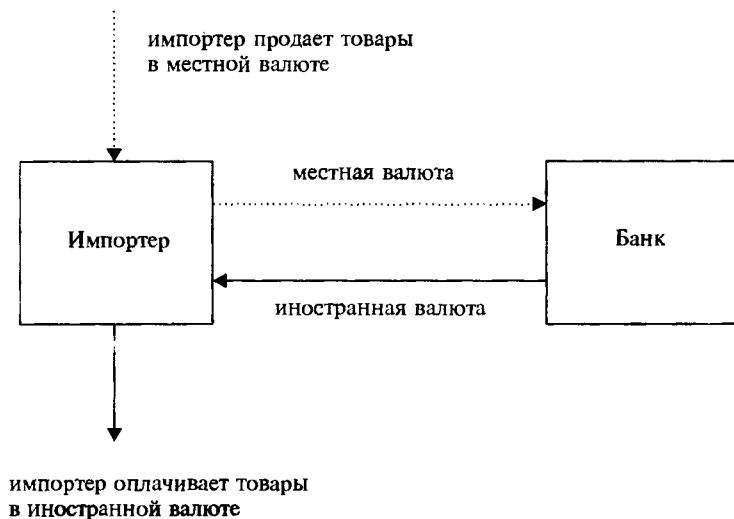 импортер продает товары
в местной валюте
местная валюта
Импортер
Банк
иностранная валюта
импортер оплачивает товары
в иностранной валюте